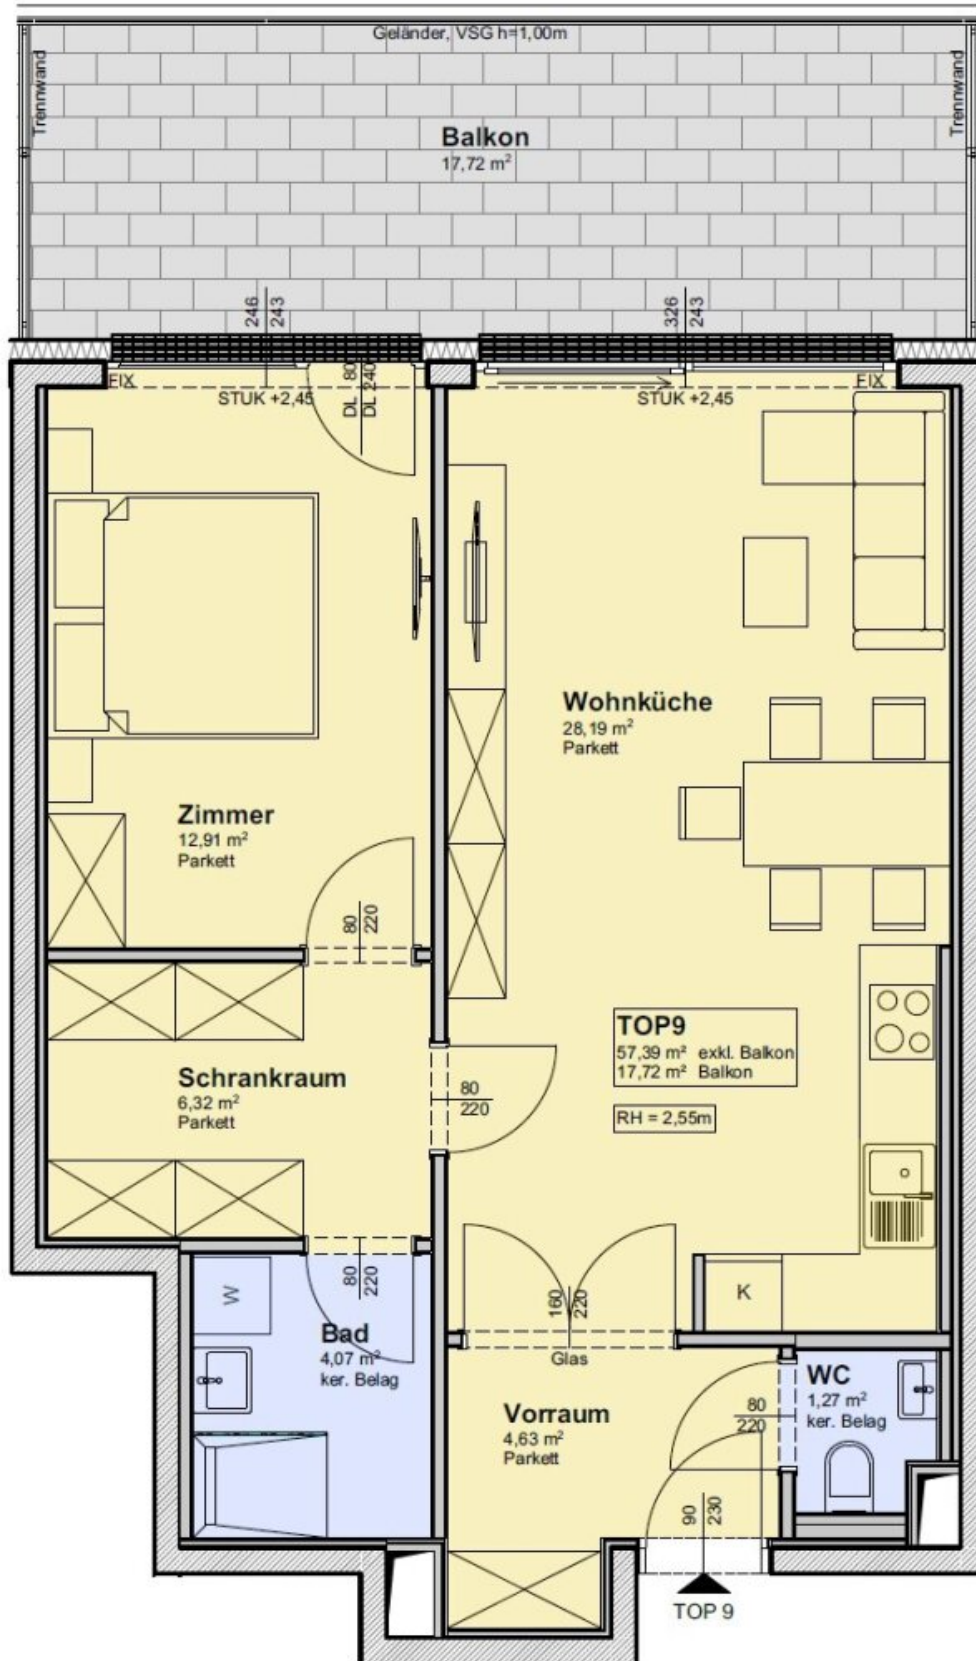 Geländer, VSG h=1,00m
Trennwand
Trennwand
Balkon
17,72 m²
246
243
326
243
FIX
STUK +2,45
DL 80
DL 240
STUK +2,45
FIX
Wohnküche
28,19 m²
Parkett
Zimmer
12,91 m²
Parkett
80
220
TOP9
57,39 m² exkl. Balkon
17,72 m² Balkon
RH = 2,55m
Schrankraum
6,32 m²
Parkett
80
220
80
220
W
Bad
4,07 m²
ker. Belag
160
220
Glas
K
Vorraum
4,63 m²
Parkett
80
220
WC
1,27 m²
ker. Belag
90
230
TOP 9